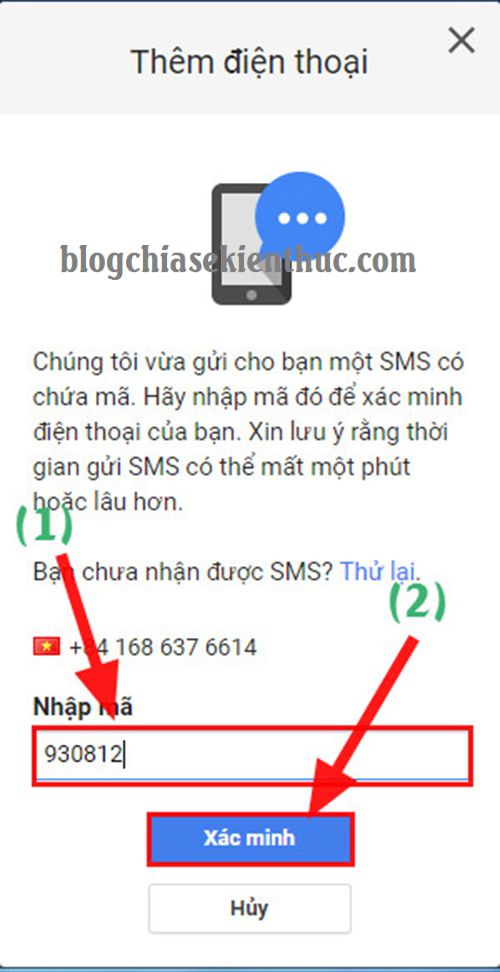 Thêm điện thoại
blogchiasekienthuc.com
Chúng tôi vừa gửi cho bạn một SMS có
chứa mã. Hãy nhập mã đó để xác minh
điện thoại của bạn. Xin lưu ý rằng thời
gian gửi SMS có thể mất một phút
hoặc lâu hơn.
(1)
Bạn chưa nhận được SMS? Thử lại.
(2)
+84 168 637 6614
Nhập mã
930812
Xác minh
Hủy